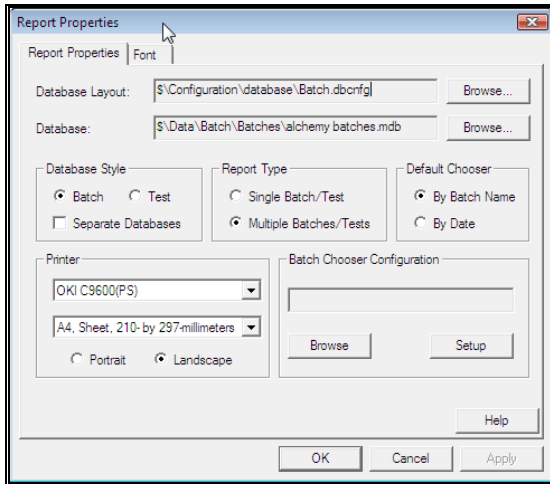 Report Properties
Report Properties Font
Database Layout: $\Configuration\database\Batch.dbcnfg Browse...
Database: $\Data\Batch\Batches\alchemy batches.mdb Browse...
Database Style Report Type Default Chooser
Batch Test Single Batch/Test By Batch Name
Separate Databases Multiple Batches/Tests By Date
Printer Batch Chooser Configuration
OKI C9600(PS)
A4, Sheet, 210- by 297-millimeters
Browse Setup
Portrait Landscape
Help
OK Cancel Apply